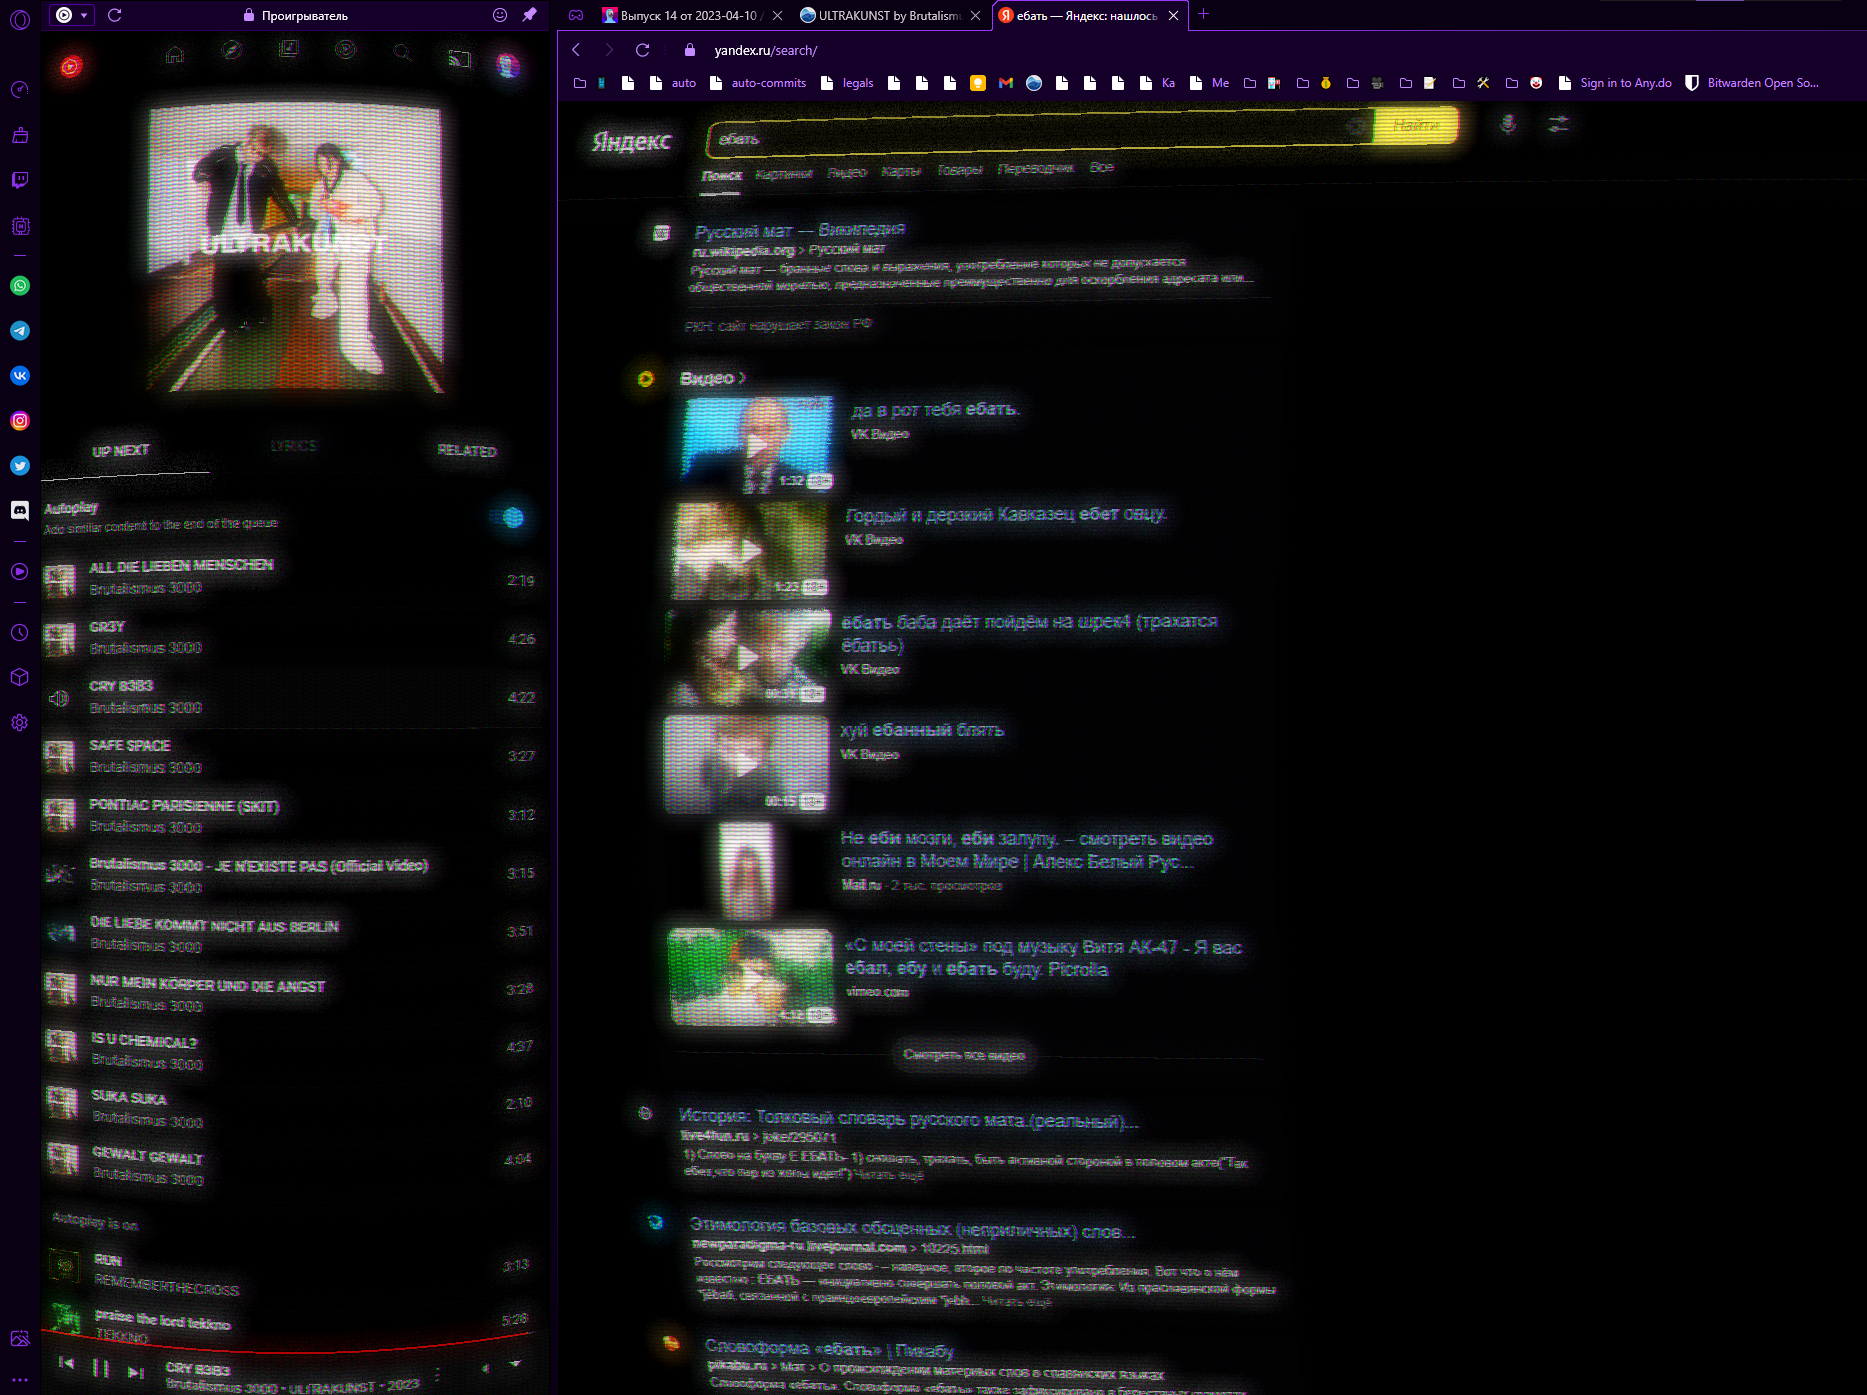 Проигрыватель
ULTRAKUNST
UP NEXT
LYRICS
RELATED
Autoplay
Add similar content to the end of the queue
ALL DIE LIEBEN MENSCHEN
Brutalismus 3000
2:19
GR3Y
Brutalismus 3000
4:26
CRY B3B3
Brutalismus 3000
4:22
SAFE SPACE
Brutalismus 3000
3:27
PONTIAC PARISIENNE (SKIT)
Brutalismus 3000
3:12
Brutalismus 3000 - JE N'EXISTE PAS (Official Video)
Brutalismus 3000
3:15
DIE LIEBE KOMMT NICHT AUS BERLIN
Brutalismus 3000
3:51
NUR MEIN KÖRPER UND DIE ANGST
Brutalismus 3000
3:28
IS U CHEMICAL?
Brutalismus 3000
4:37
SUKA SUKA
Brutalismus 3000
2:10
GEWALT GEWALT
Brutalismus 3000
4:04
Autoplay is on
RUN
REMEMBERTHECROSS
3:13
praise the lord tekkno
TEKKNO
5:28
CRY B3B3
Brutalismus 3000 • ULTRAKUNST • 2023
Выпуск 14 от 2023-04-10 /
ULTRAKUNST by Brutalismu
ебать — Яндекс: нашлось
yandex.ru/search/
auto
auto-commits
legals
Ka
Me
Sign in to Any.do
Bitwarden Open So...
Яндекс
ебать
Найти
Поиск Картинки Видео Карты Товары Переводчик Все
Русский мат — Википедия
ru.wikipedia.org > Русский мат
Русский мат — бранные слова и выражения, употребление которых не допускается
общественной моралью, предназначенные преимущественно для оскорбления адресата или...
РКН: сайт нарушает закон РФ
Видео >
да в рот тебя ебать.
VK Видео
1:32
Гордый и дерзкий Кавказец ебет овцу.
VK Видео
1:23
ебать баба даёт пойдём на шрек4 (трахатся
ёбатьь)
VK Видео
00:31
хуй ебанный блять
VK Видео
00:15
Не еби мозги, еби залупу. – смотреть видео
онлайн в Моем Мире | Алекс Белый Рус...
Mail.ru · 2 тыс. просмотров
«С моей стены» под музыку Витя АК-47 - Я вас
ебал, ебу и ебать буду. Picrolla
vimeo.com
Смотреть все видео
История: Толковый словарь русского мата.(реальный)...
live4fun.ru > joke/295071
1) Слово на букву Е ЕБАТЬ- 1) сношать, трахать, быть активной стороной в половом акте("Так
ебет,что пар из жопы идет!") Читать ещё
Этимология базовых обсценных (неприличных) слов...
newparadigma-ru.livejournal.com > 10225.html
Рассмотрим следующее слово — наверное, второе по частоте употребления. Вот что о нём
известно : ЕБАТЬ — инициативно совершать половой акт. Этимология: Из праславянской формы
*jebati, связанной с праиндоевропейским *jebh... Читать ещё
Словоформа «ебать» | Пикабу
pikabu.ru > Мат > О происхождении матерных слов в славянских языках